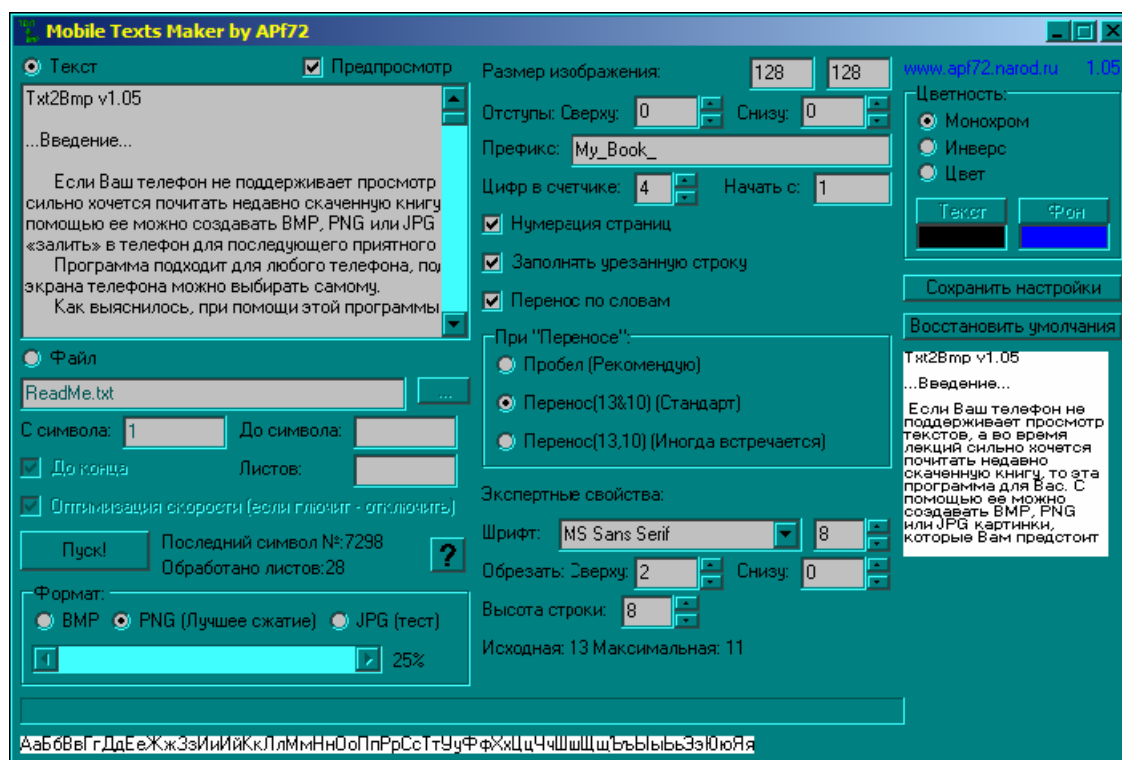 Mobile Texts Maker by APf72
Текст
Предпросмотр
Txt2Bmp v1.05
...Введение...
Если Ваш телефон не поддерживает просмотр
сильно хочется почитать недавно скаченную книгу
помощью ее можно создавать BMP, PNG или JPG
«залить» в телефон для последующего приятного
Программа подходит для любого телефона, по
экрана телефона можно выбирать самому.
Как выяснилось, при помощи этой программы
Файл
ReadMe.txt
...
С символа: 1
До символа:
До конца
Листов:
Оптимизация скорости (если глючит - отключить)
Пуск!
Последний символ №:7298
Обработано листов:28
?
Формат:
BMP
PNG (Лучшее сжатие)
JPG (тест)
25%
Размер изображения: 128 128
Отступы: Сверху: 0 Снизу: 0
Префикс: My_Book_
Цифр в счетчике: 4 Начать с: 1
Нумерация страниц
Заполнять урезанную строку
Перенос по словам
При "Переносе":
Пробел (Рекомендую)
Перенос(13&10) (Стандарт)
Перенос(13,10) (Иногда встречается)
Экспертные свойства:
Шрифт: MS Sans Serif 8
Обрезать: Сверху: 2 Снизу: 0
Высота строки: 8
Исходная: 13 Максимальная: 11
www.apf72.narod.ru 1.05
Цветность:
Монохром
Инверс
Цвет
Текст
Фон
Сохранить настройки
Восстановить умолчания
Txt2Bmp v1.05
...Введение...
Если Ваш телефон не
поддерживает просмотр
текстов, а во время
лекций сильно хочется
почитать недавно
скаченную книгу, то эта
программа для Вас. С
помощью ее можно
создавать BMP, PNG
или JPG картинки,
которые Вам предстоит
АаБбВвГгДдЕеЖжЗзИиЙйКкЛлМмНнОоПпРрСсТтУуФфХхЦцЧчШшЩщЪъЫыЬьЭэЮюЯя